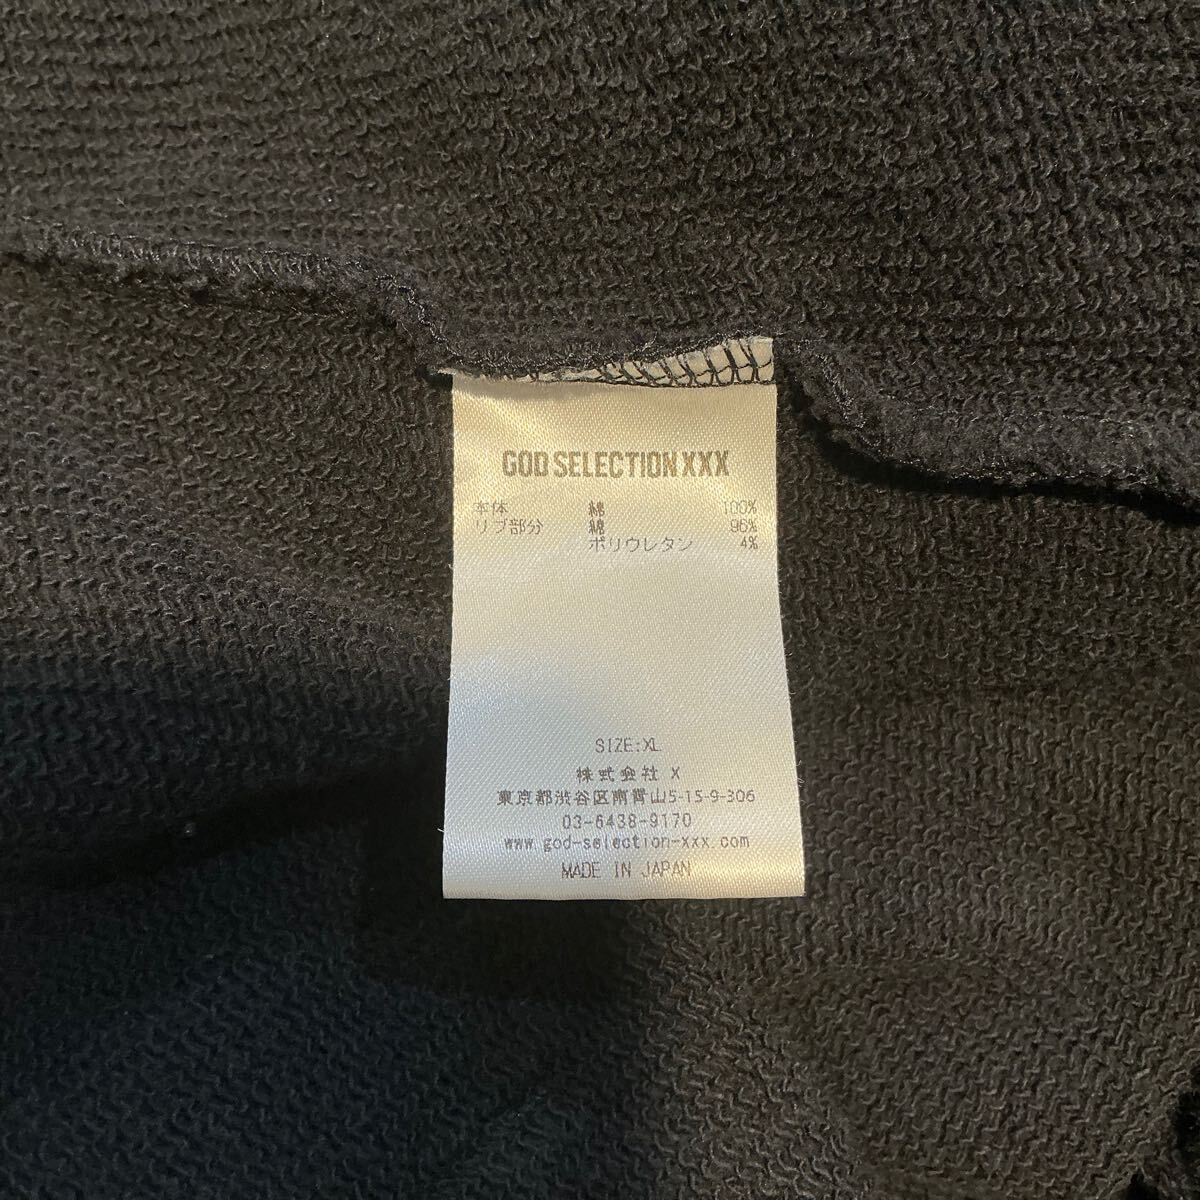 GOD SELECTION XXX
本体 綿 100%
リブ部分 綿 96%
ポリウレタン 4%
SIZE:XL
株式会社 X
東京都渋谷区南青山5-15-9-306
03-6438-9170
www.god-selection-xxx.com
MADE IN JAPAN